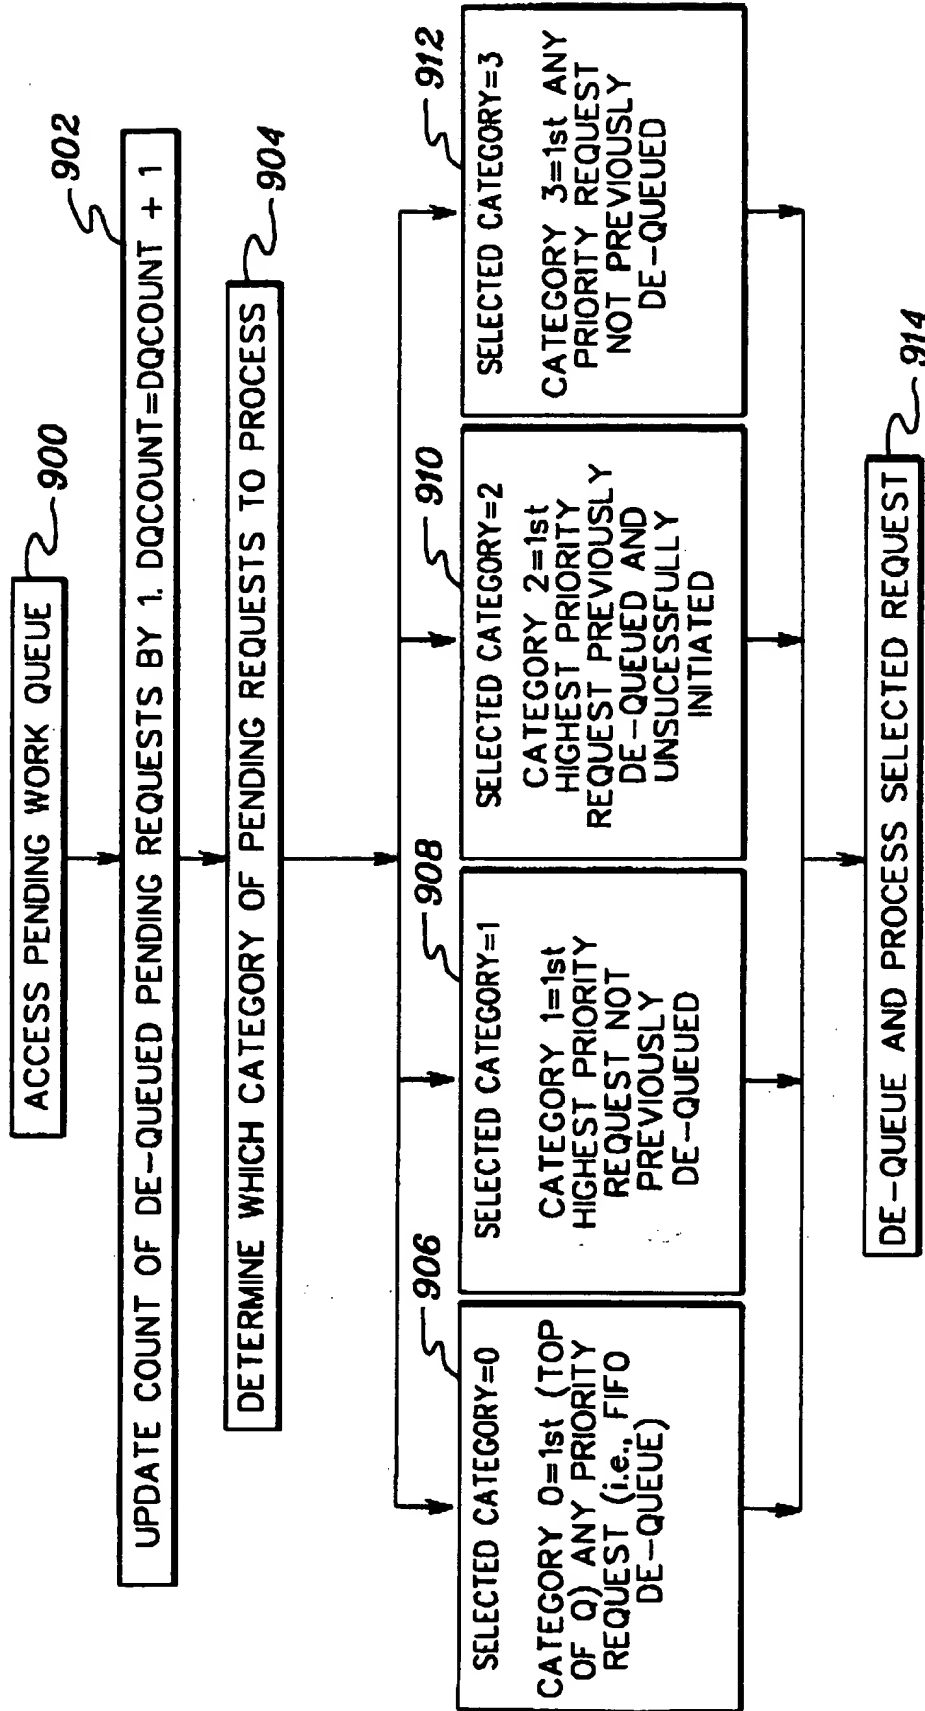 ACCESS PENDING WORK QUEUE
900
UPDATE COUNT OF DE-QUEUED PENDING REQUESTS BY 1. DQCOUNT=DQCOUNT + 1
902
DETERMINE WHICH CATEGORY OF PENDING REQUESTS TO PROCESS
904
906
SELECTED CATEGORY=0
CATEGORY 0=1st (TOP
OF Q) ANY PRIORITY
REQUEST (i.e., FIFO
DE-QUEUE)
908
SELECTED CATEGORY=1
CATEGORY 1=1st
HIGHEST PRIORITY
REQUEST NOT
PREVIOUSLY
DE-QUEUED
910
SELECTED CATEGORY=2
CATEGORY 2=1st
HIGHEST PRIORITY
REQUEST PREVIOUSLY
DE-QUEUED AND
UNSUCESSFULLY
INITIATED
912
SELECTED CATEGORY=3
CATEGORY 3=1st ANY
PRIORITY REQUEST
NOT PREVIOUSLY
DE-QUEUED
DE-QUEUE AND PROCESS SELECTED REQUEST
914